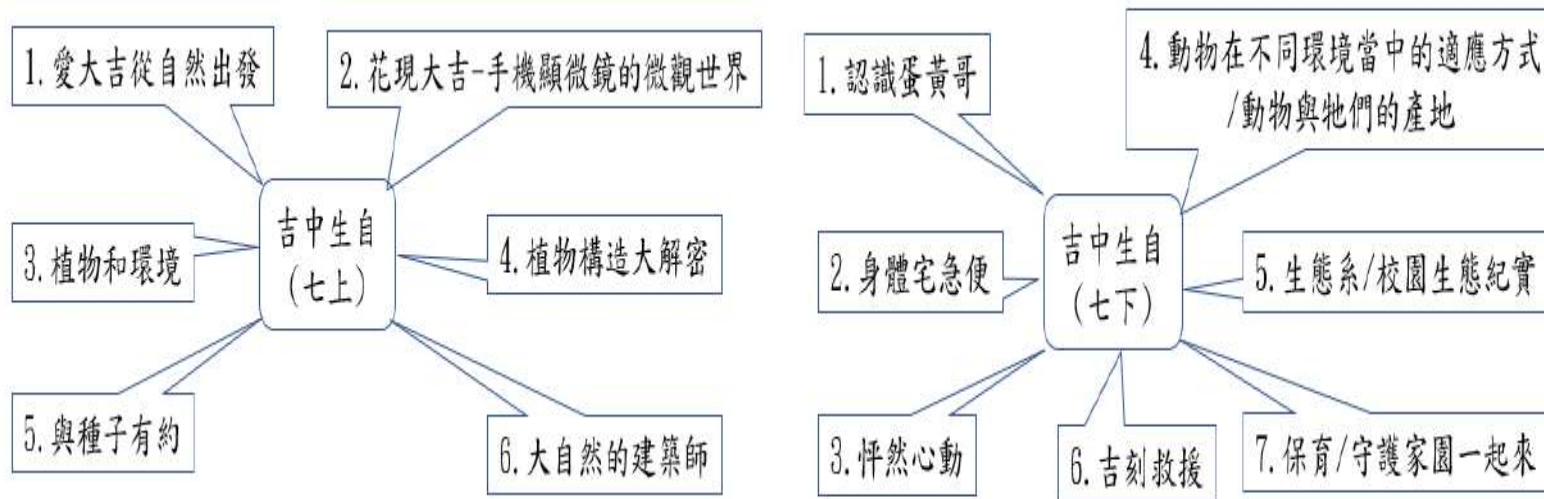 1.愛大吉從自然出發
2.花現大吉-手機顯微鏡的微觀世界
3.植物和環境
吉中生自
(七上)
4.植物構造大解密
5.與種子有約
6.大自然的建築師
1.認識蛋黃哥
4.動物在不同環境當中的適應方式
/動物與牠們的產地
2.身體宅急便
吉中生自
(七下)
5.生態系/校園生態紀實
3.怦然心動
6.吉刻救援
7.保育/守護家園一起來